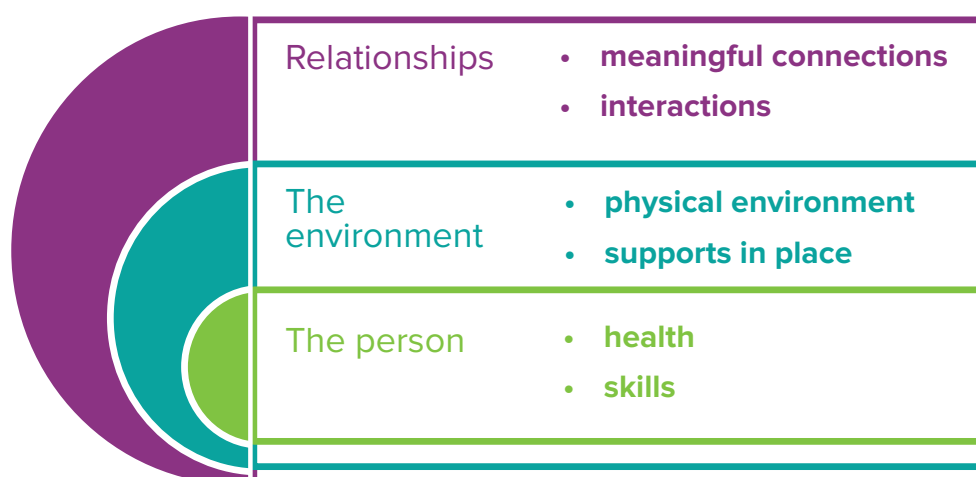 Relationships
• meaningful connections
• interactions
The
environment
• physical environment
• supports in place
The person
• health
• skills